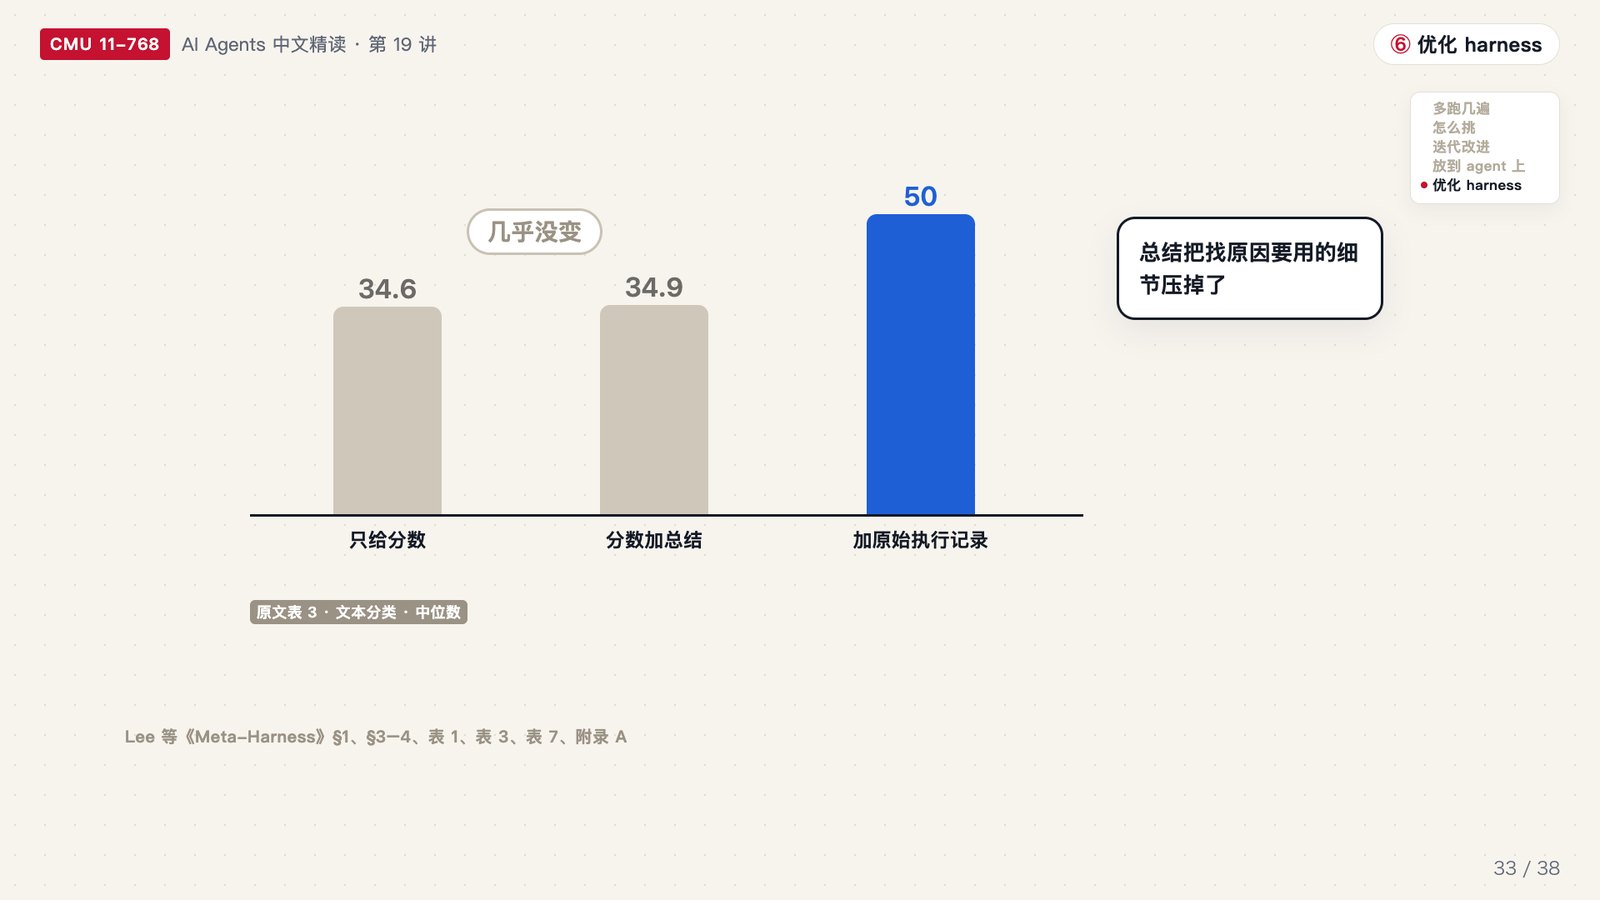 CMU 11-768 AI Agents 中文精读 · 第 19 讲
⑥ 优化 harness
多跑几遍
怎么挑
迭代改进
放到 agent 上
优化 harness
50
几乎没变
34.6
34.9
总结把找原因要用的细
节压掉了
只给分数
分数加总结
加原始执行记录
原文表 3 · 文本分类 · 中位数
Lee 等《Meta-Harness》§1、§3—4、表 1、表 3、表 7、附录 A
33 / 38